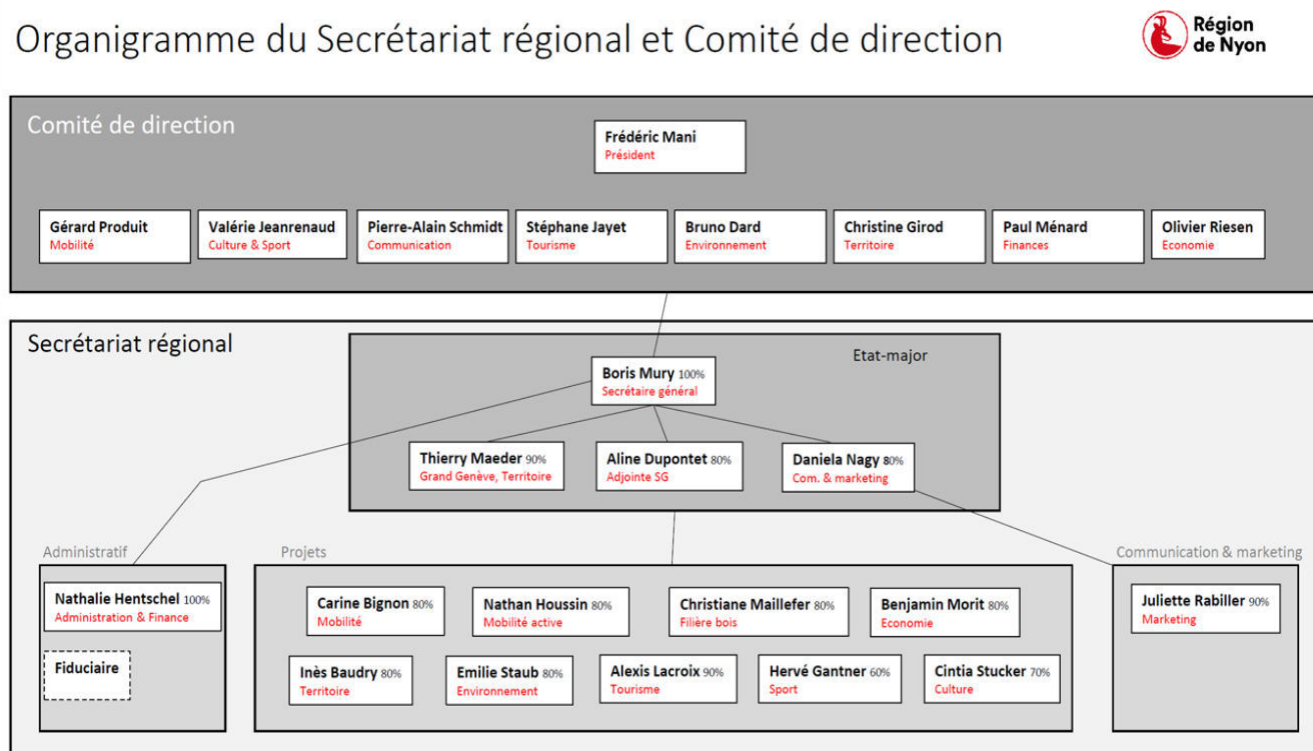 Organigramme du Secrétariat régional et Comité de direction
Région
de Nyon
Comité de direction
Frédéric Mani
Président
Gérard Produit
Mobilité
Valérie Jeanrenaud
Culture & Sport
Pierre-Alain Schmidt
Communication
Stéphane Jayet
Tourisme
Bruno Dard
Environnement
Christine Girod
Territoire
Paul Ménard
Finances
Olivier Riesen
Economie
Secrétariat régional
Etat-major
Boris Mury 100%
Secrétaire général
Thierry Maeder 90%
Grand Genève, Territoire
Aline Dupontet 80%
Adjointe SG
Daniela Nagy 80%
Com. & marketing
Administratif
Nathalie Hentschel 100%
Administration & Finance
Fiduciaire
Projets
Carine Bignon 80%
Mobilité
Nathan Houssin 80%
Mobilité active
Christiane Maillefer 80%
Filière bois
Benjamin Morit 80%
Economie
Inès Baudry 80%
Territoire
Emilie Staub 80%
Environnement
Alexis Lacroix 90%
Tourisme
Hervé Gantner 60%
Sport
Cintia Stucker 70%
Culture
Communication & marketing
Juliette Rabiller 90%
Marketing